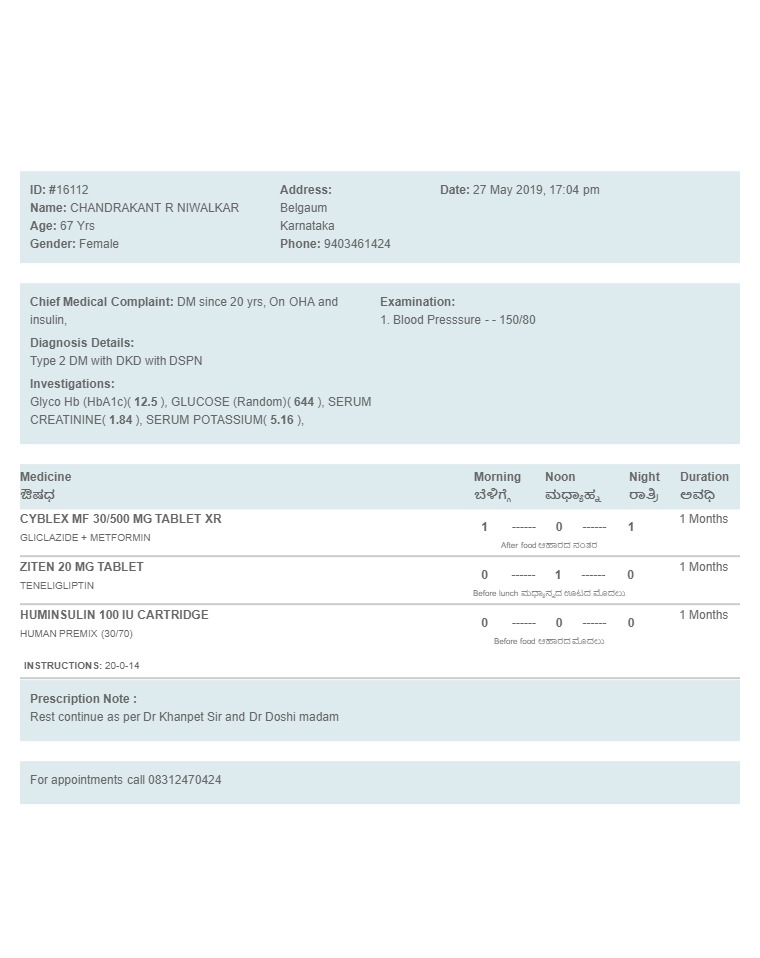 ID: #16112
Name: CHANDRAKANT R NIWALKAR
Age: 67 Yrs
Gender: Female
Address:
Belgaum
Karnataka
Phone: 9403461424
Date: 27 May 2019, 17:04 pm
Chief Medical Complaint: DM since 20 yrs, On OHA and
insulin,
Diagnosis Details:
Type 2 DM with DKD with DSPN
Investigations:
Glyco Hb (HbA1c)( 12.5 ), GLUCOSE (Random)( 644 ), SERUM
CREATININE( 1.84 ), SERUM POTASSIUM( 5.16 ),
Examination:
1. Blood Presssure - - 150/80
Medicine Morning Noon Night Duration
ಔಷಧ ಬೆಳಿಗ್ಗೆ ಮಧ್ಯಾಹ್ನ ರಾತ್ರಿ ಅವಧಿ
CYBLEX MF 30/500 MG TABLET XR 1 ------ 0 ------ 1 1 Months
GLICLAZIDE + METFORMIN
After food ಆಹಾರದ ನಂತರ
ZITEN 20 MG TABLET 0 ------ 1 ------ 0 1 Months
TENELIGLIPTIN
Before lunch ಮಧ್ಯಾನ್ನದ ಊಟದ ಮೊದಲು
HUMINSULIN 100 IU CARTRIDGE 0 ------ 0 ------ 0 1 Months
HUMAN PREMIX (30/70)
Before food ಆಹಾರದ ಮೊದಲು
INSTRUCTIONS: 20-0-14
Prescription Note :
Rest continue as per Dr Khanpet Sir and Dr Doshi madam
For appointments call 08312470424